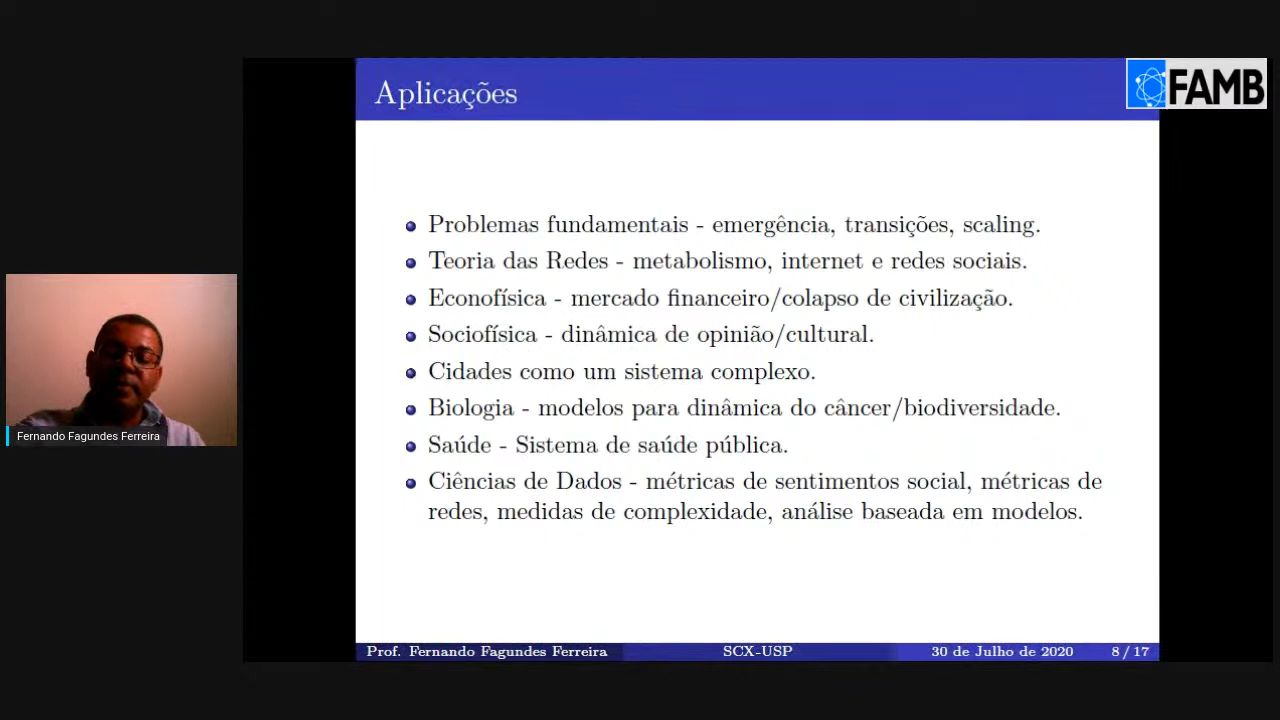 Aplicações
FAMB
Problemas fundamentais - emergência, transições, scaling.
Teoria das Redes - metabolismo, internet e redes sociais.
Econofísica - mercado financeiro/colapso de civilização.
Sociofísica - dinâmica de opinião/cultural.
Cidades como um sistema complexo.
Biologia - modelos para dinâmica do câncer/biodiversidade.
Saúde - Sistema de saúde pública.
Ciências de Dados - métricas de sentimentos social, métricas de
redes, medidas de complexidade, análise baseada em modelos.
Fernando Fagundes Ferreira
Prof. Fernando Fagundes Ferreira SCX-USP 30 de Julho de 2020 8 / 17